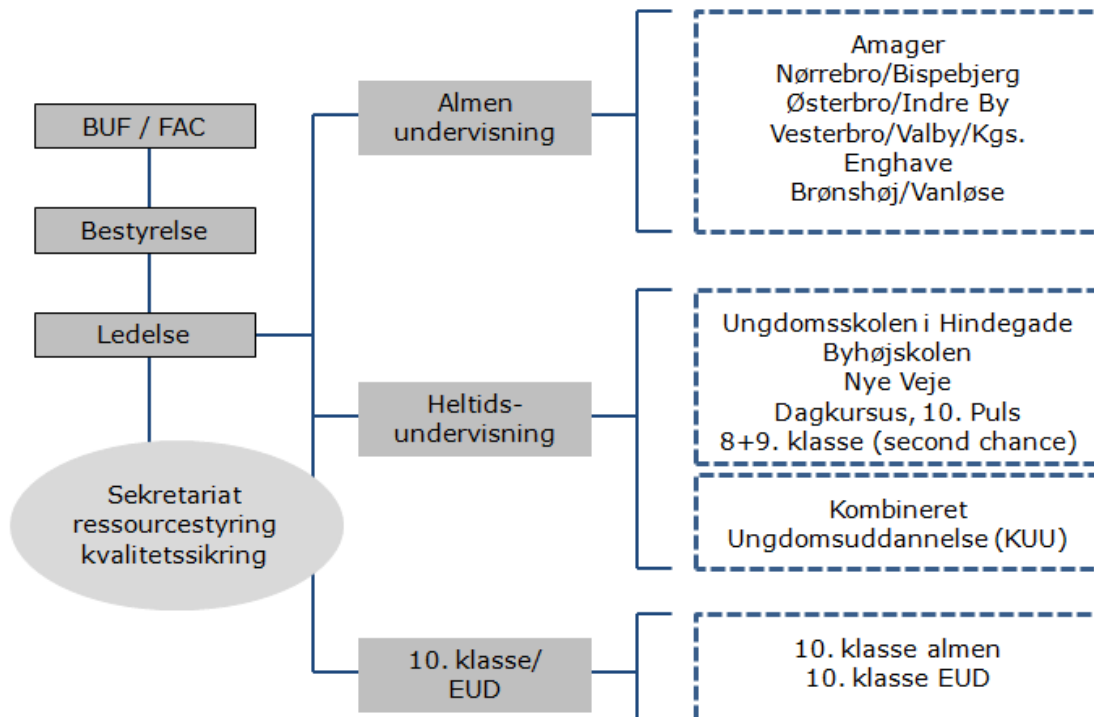 BUF / FAC
Bestyrelse
Ledelse
Sekretariat
ressourcestyring
kvalitetssikring
Almen
undervisning
Amager
Nørrebro/Bispebjerg
Østerbro/Indre By
Vesterbro/Valby/Kgs.
Enghave
Brønshøj/Vanløse
Heltids-
undervisning
Ungdomsskolen i Hindegade
Byhøjskolen
Nye Veje
Dagkursus, 10. Puls
8+9. klasse (second chance)
Kombineret
Ungdomsuddannelse (KUU)
10. klasse/
EUD
10. klasse almen
10. klasse EUD